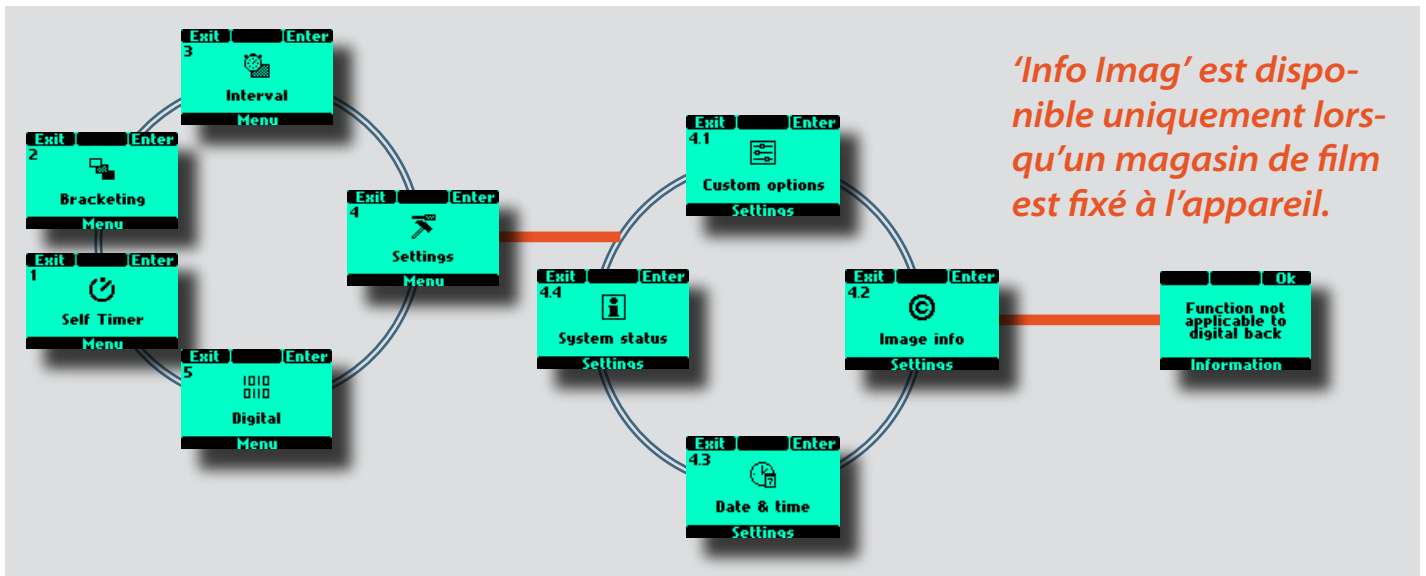 Exit Enter
3
Interval
Menu
Exit Enter
2
Bracketing
Menu
Exit Enter
1
Self Timer
Menu
Exit Enter
5
1010
0110
Digital
Menu
Exit Enter
4
Settings
Menu
Exit Enter
4.1
Custom options
Settings
Exit Enter
4.4
System status
Settings
Exit Enter
4.2
©
Image info
Settings
Exit Enter
4.3
7
Date & time
Settings
'Info Imag' est dispo-
nible uniquement lors-
qu'un magasin de film
est fixé à l'appareil.
Ok
Function not
applicable to
digital back
Information